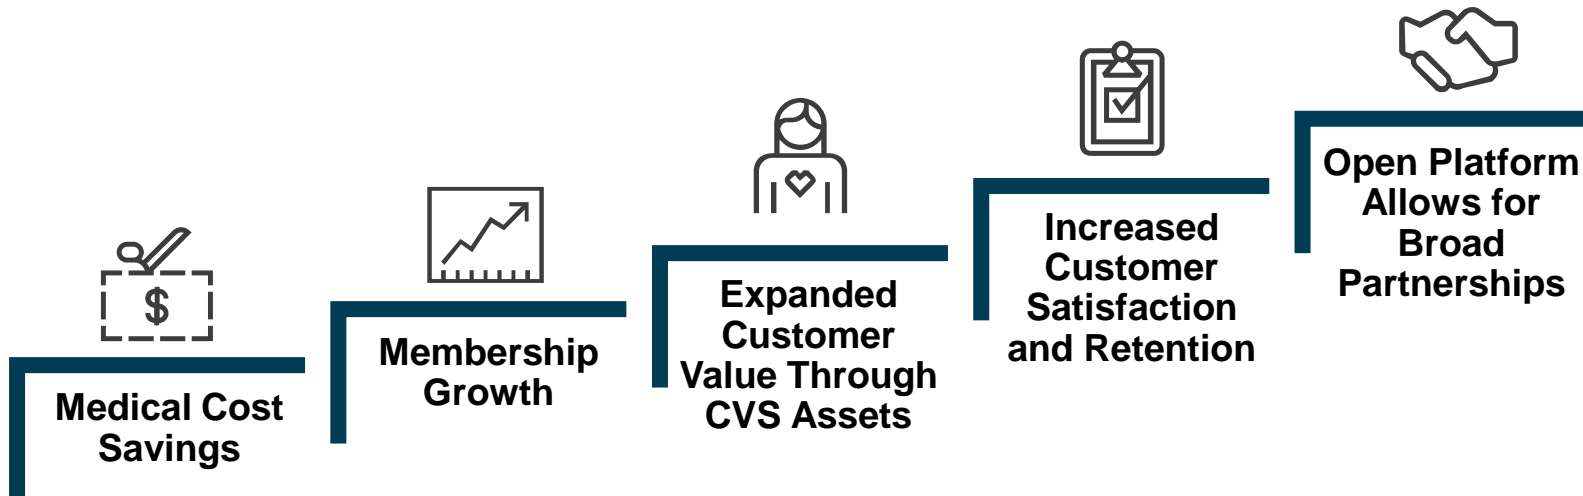 $
Medical Cost
Savings
Membership
Growth
Expanded
Customer
Value Through
CVS Assets
Increased
Customer
Satisfaction
and Retention
Open Platform
Allows for
Broad
Partnerships